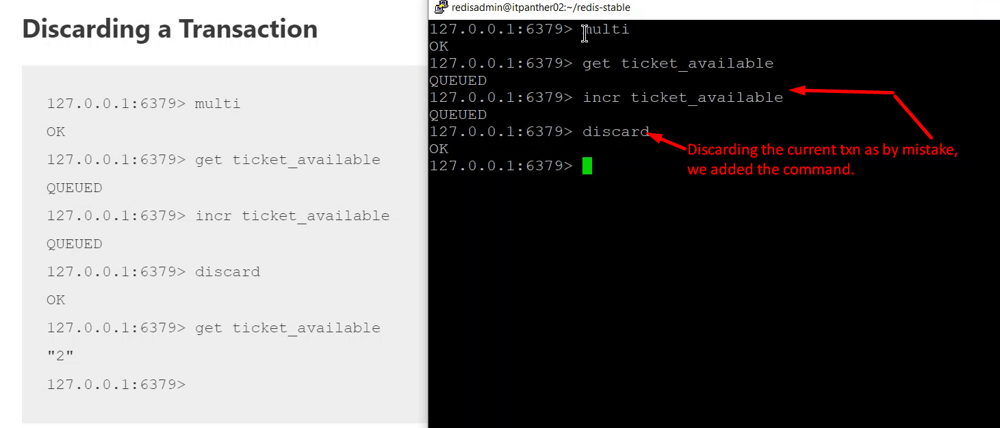 Discarding a Transaction
127.0.0.1:6379> multi
OK
127.0.0.1:6379> get ticket_available
QUEUED
127.0.0.1:6379> incr ticket_available
QUEUED
127.0.0.1:6379> discard
OK
127.0.0.1:6379> get ticket_available
"2"
127.0.0.1:6379>
redisadmin@itpanther02:~/redis-stable
127.0.0.1:6379> multi
OK
127.0.0.1:6379> get ticket_available
QUEUED
127.0.0.1:6379> incr ticket_available
QUEUED
127.0.0.1:6379> discard
OK
127.0.0.1:6379>
Discarding the current txn as by mistake,
we added the command.